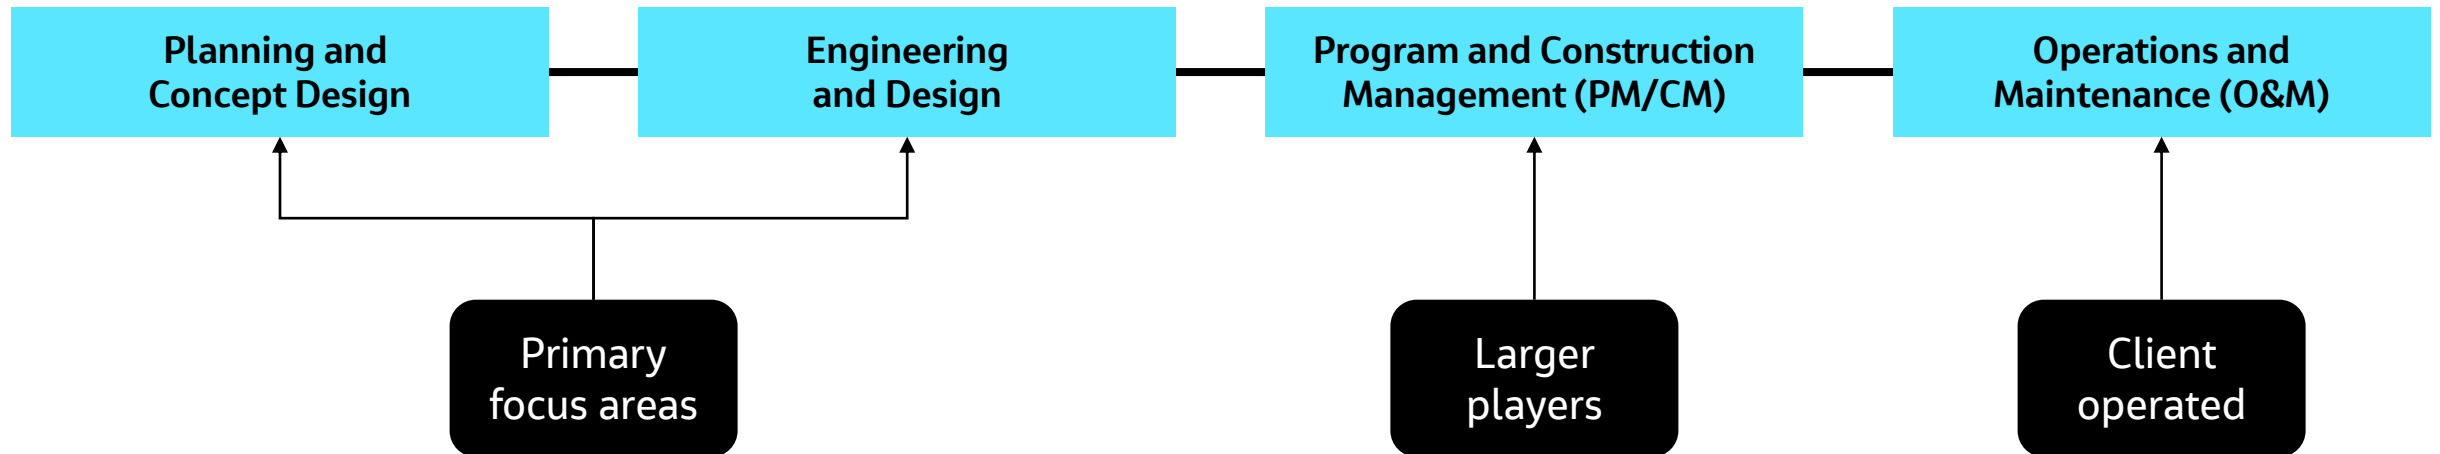 Planning and
Concept Design
Engineering
and Design
Program and Construction
Management (PM/CM)
Operations and
Maintenance (O&M)
Primary
focus areas
Larger
players
Client
operated